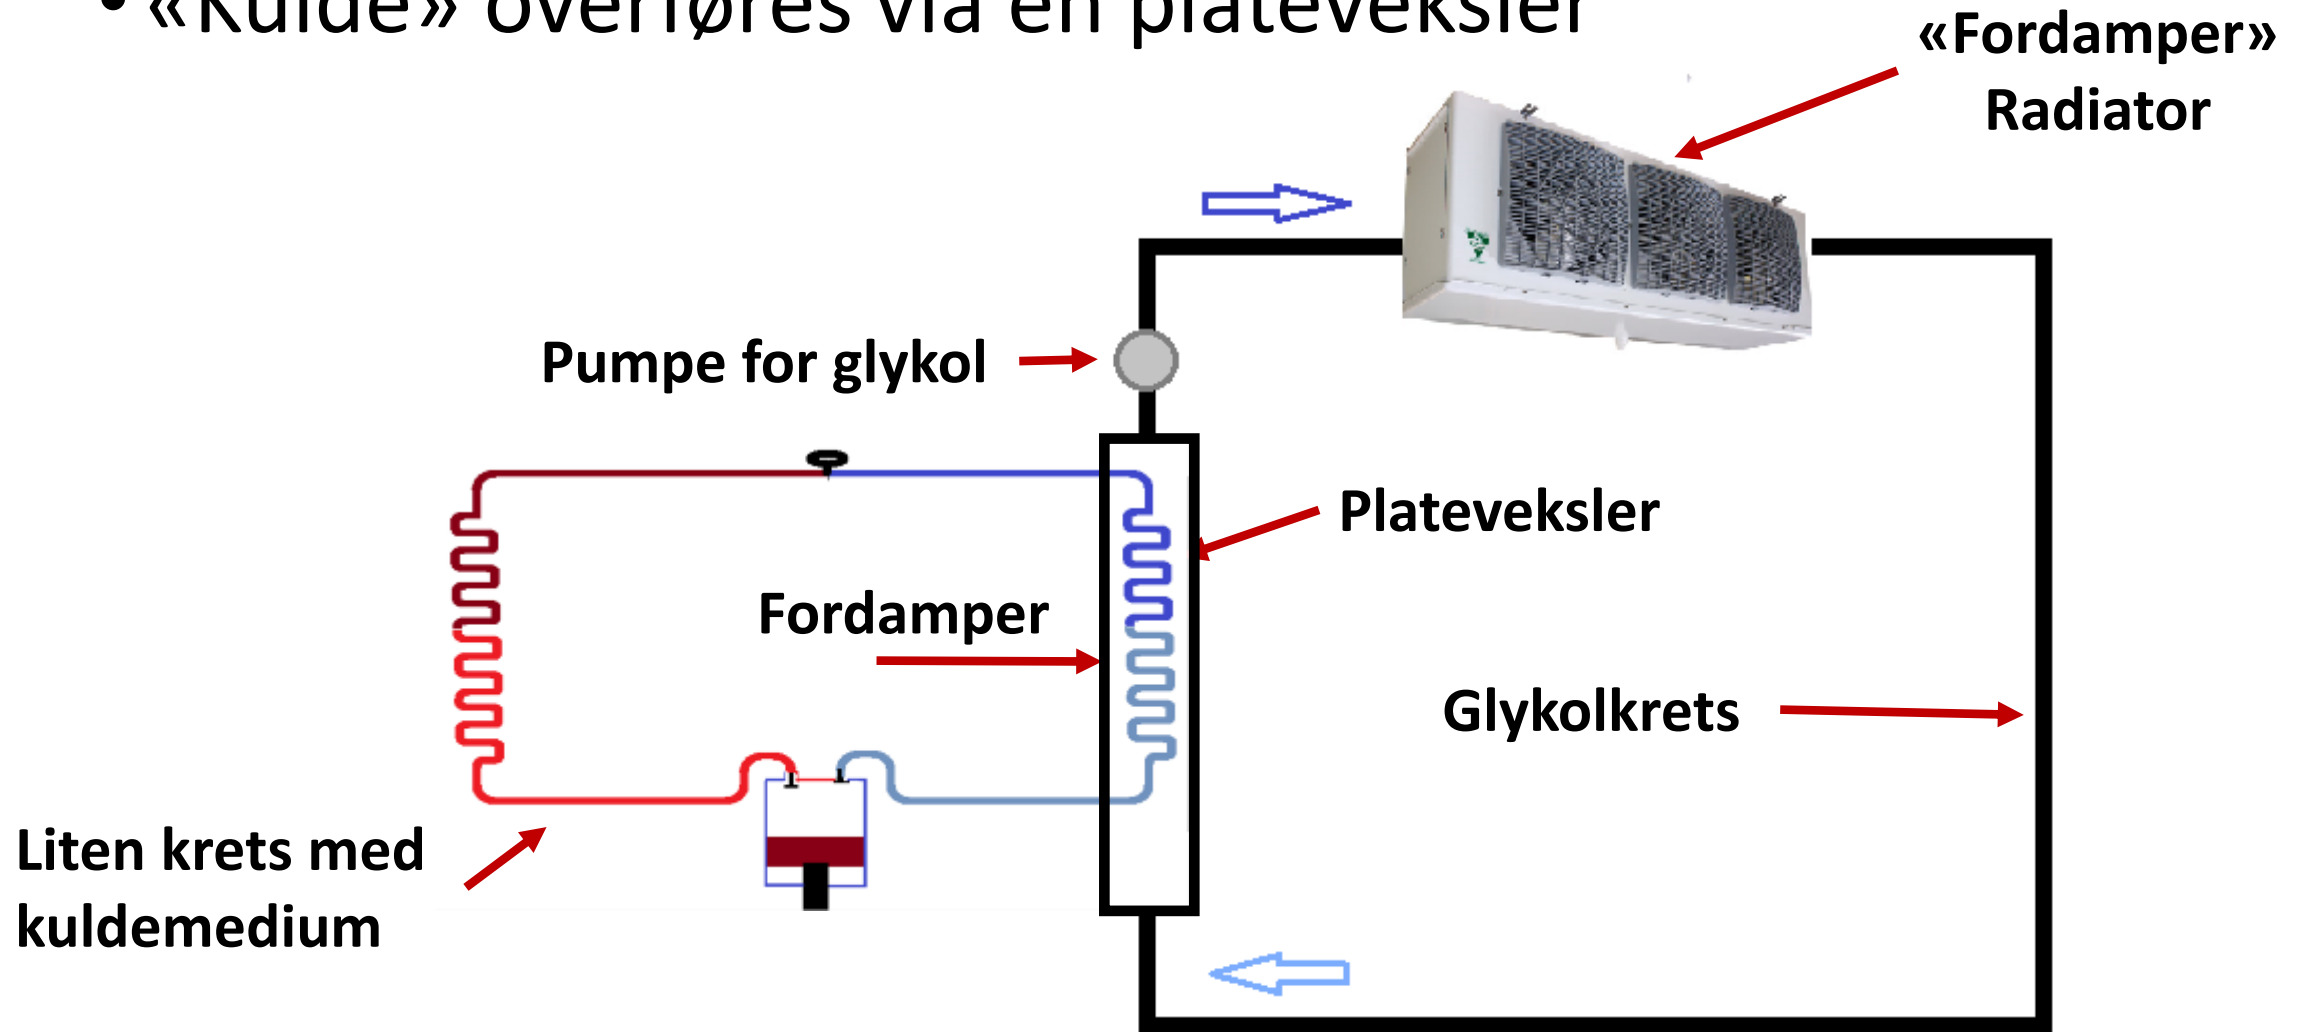 • «Kulde» overføres via en plateveksler
«Fordamper»
Radiator
Pumpe for glykol
Plateveksler
Fordamper
Glykolkrets
Liten krets med
kuldemedium